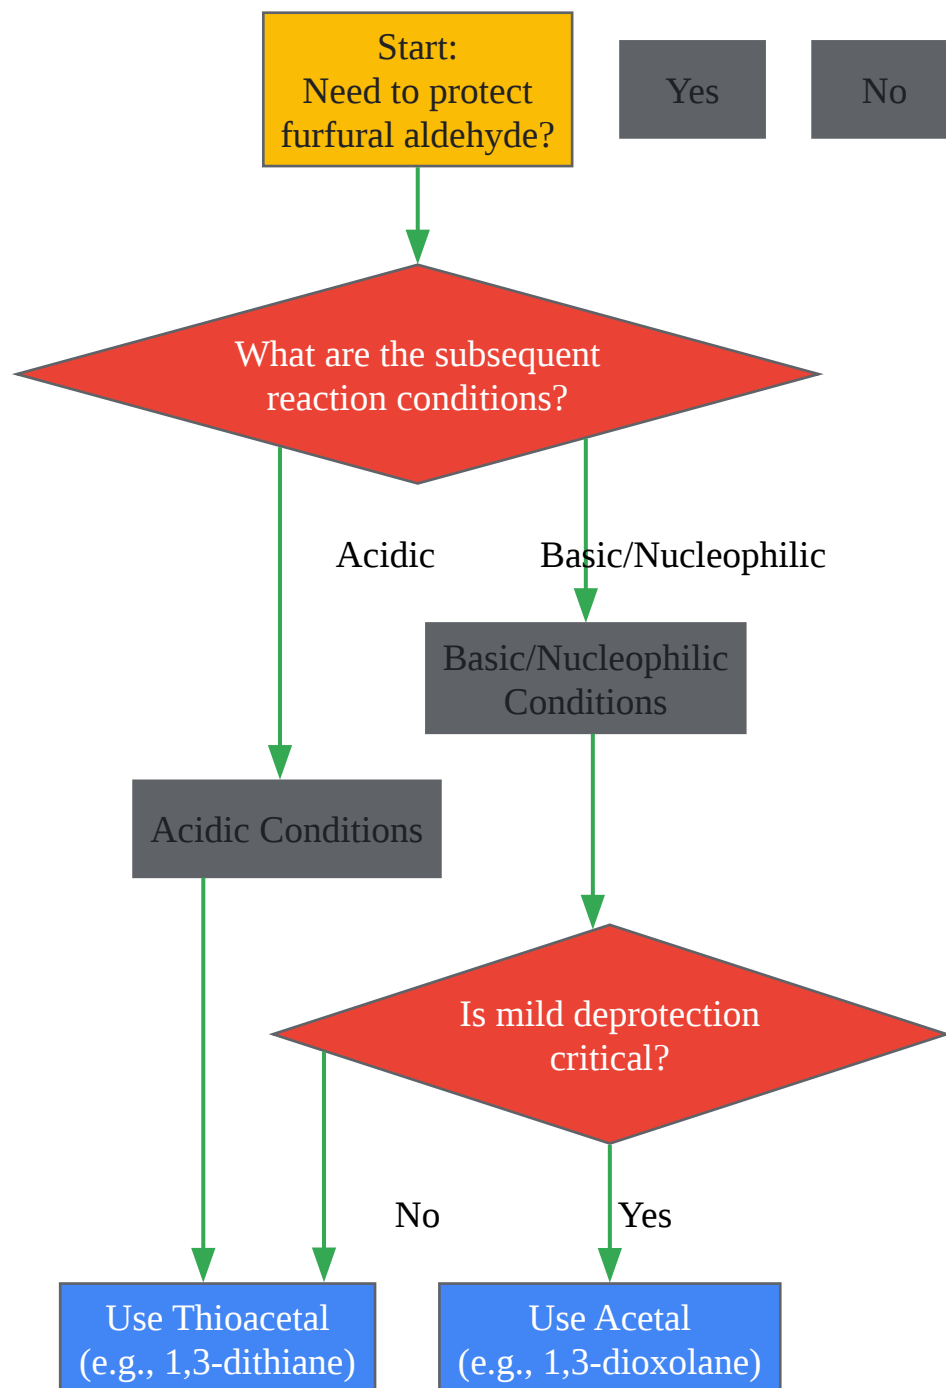 Start:
Need to protect
furfural aldehyde?
Yes
No
What are the subsequent
reaction conditions?
Acidic
Basic/Nucleophilic
Basic/Nucleophilic
Conditions
Acidic Conditions
Is mild deprotection
critical?
No
Yes
Use Thioacetal
(e.g., 1,3-dithiane)
Use Acetal
(e.g., 1,3-dioxolane)